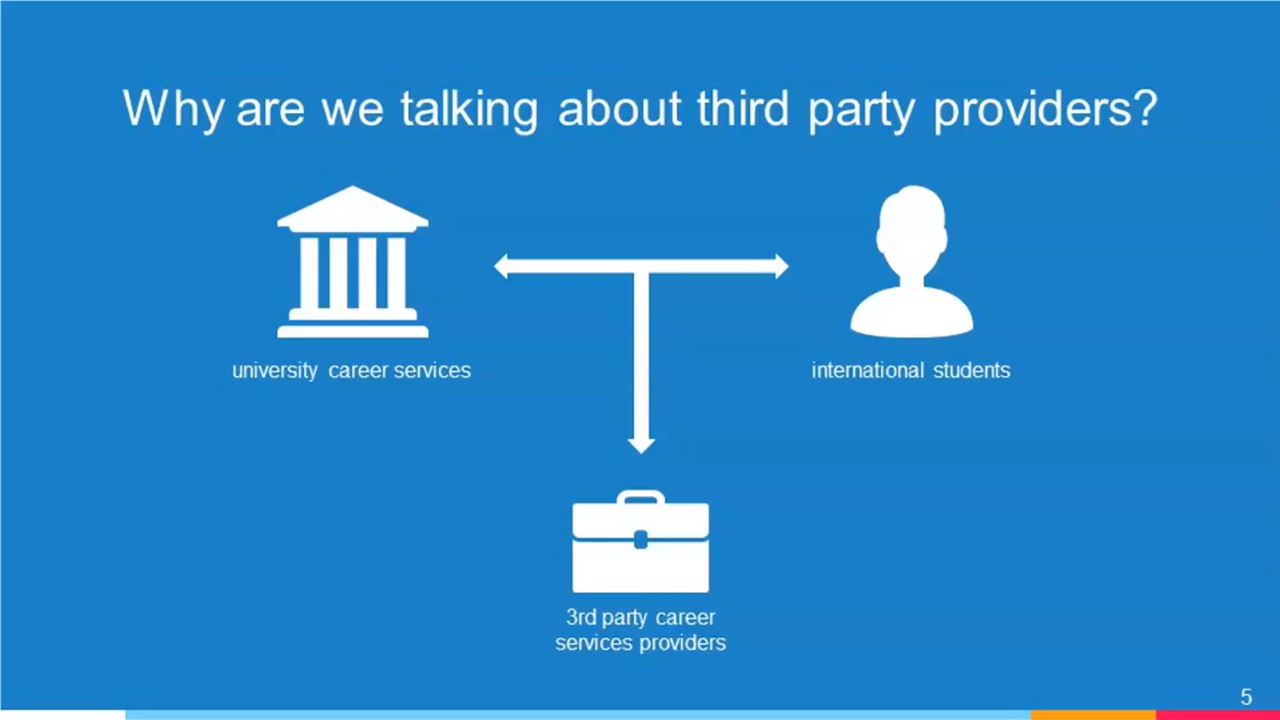 Why are we talking about third party providers?
university career services
international students
3rd party career
services providers
5